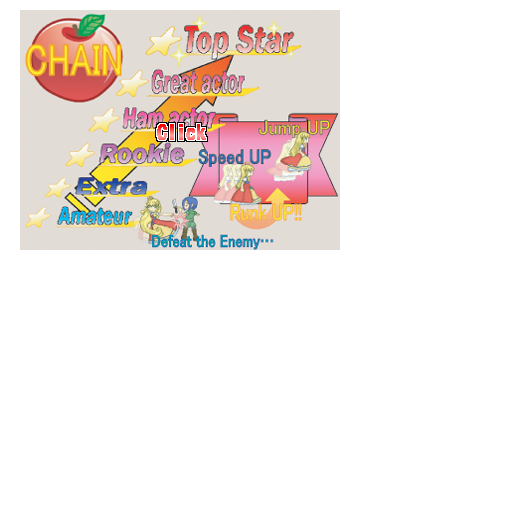 CHAIN
Top Star
Great actor
Ham actor
Click
Jump UP
Rookie
Speed UP
Extra
Amateur
Rank UP!!
Defeat the Enemy…